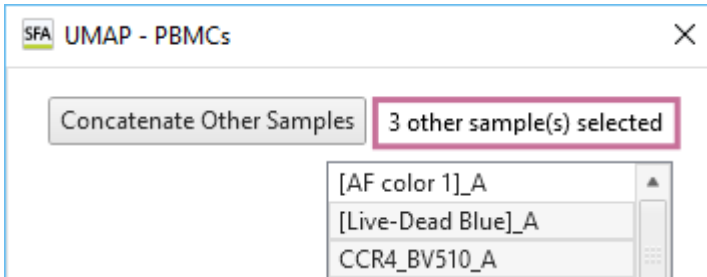 SFA UMAP - PBMCs
Concatenate Other Samples 3 other sample(s) selected
[AF color 1]_A
[Live-Dead Blue]_A
CCR4_BV510_A